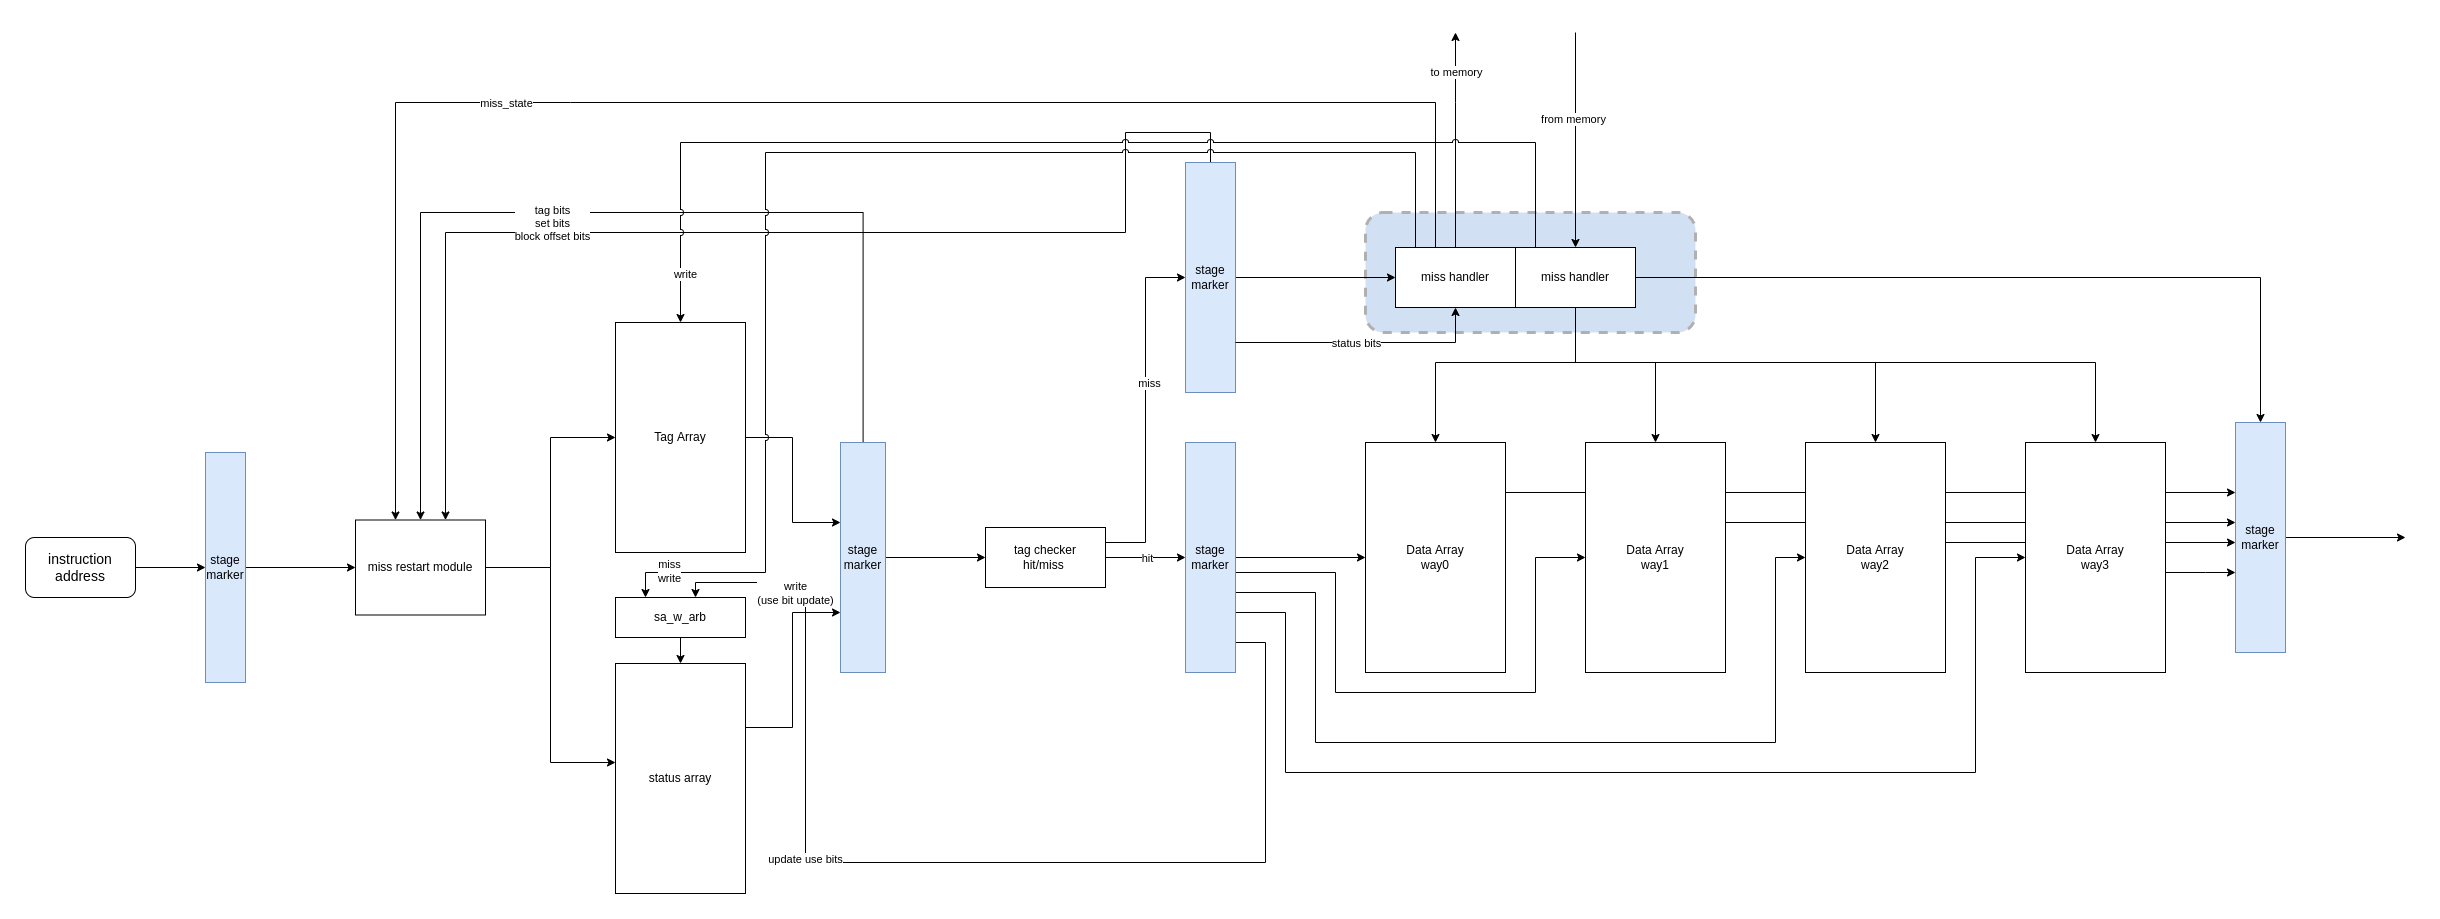 to memory
miss_state
from memory
tag bits
set bits
block offset bits
write
stage
marker
miss handler
miss handler
status bits
miss
Tag Array
instruction
address
stage
marker
miss restart module
miss
write
write
(use bit update)
sa_w_arb
status array
stage
marker
tag checker
hit/miss
hit
stage
marker
Data Array
way0
Data Array
way1
Data Array
way2
Data Array
way3
stage
marker
update use bits